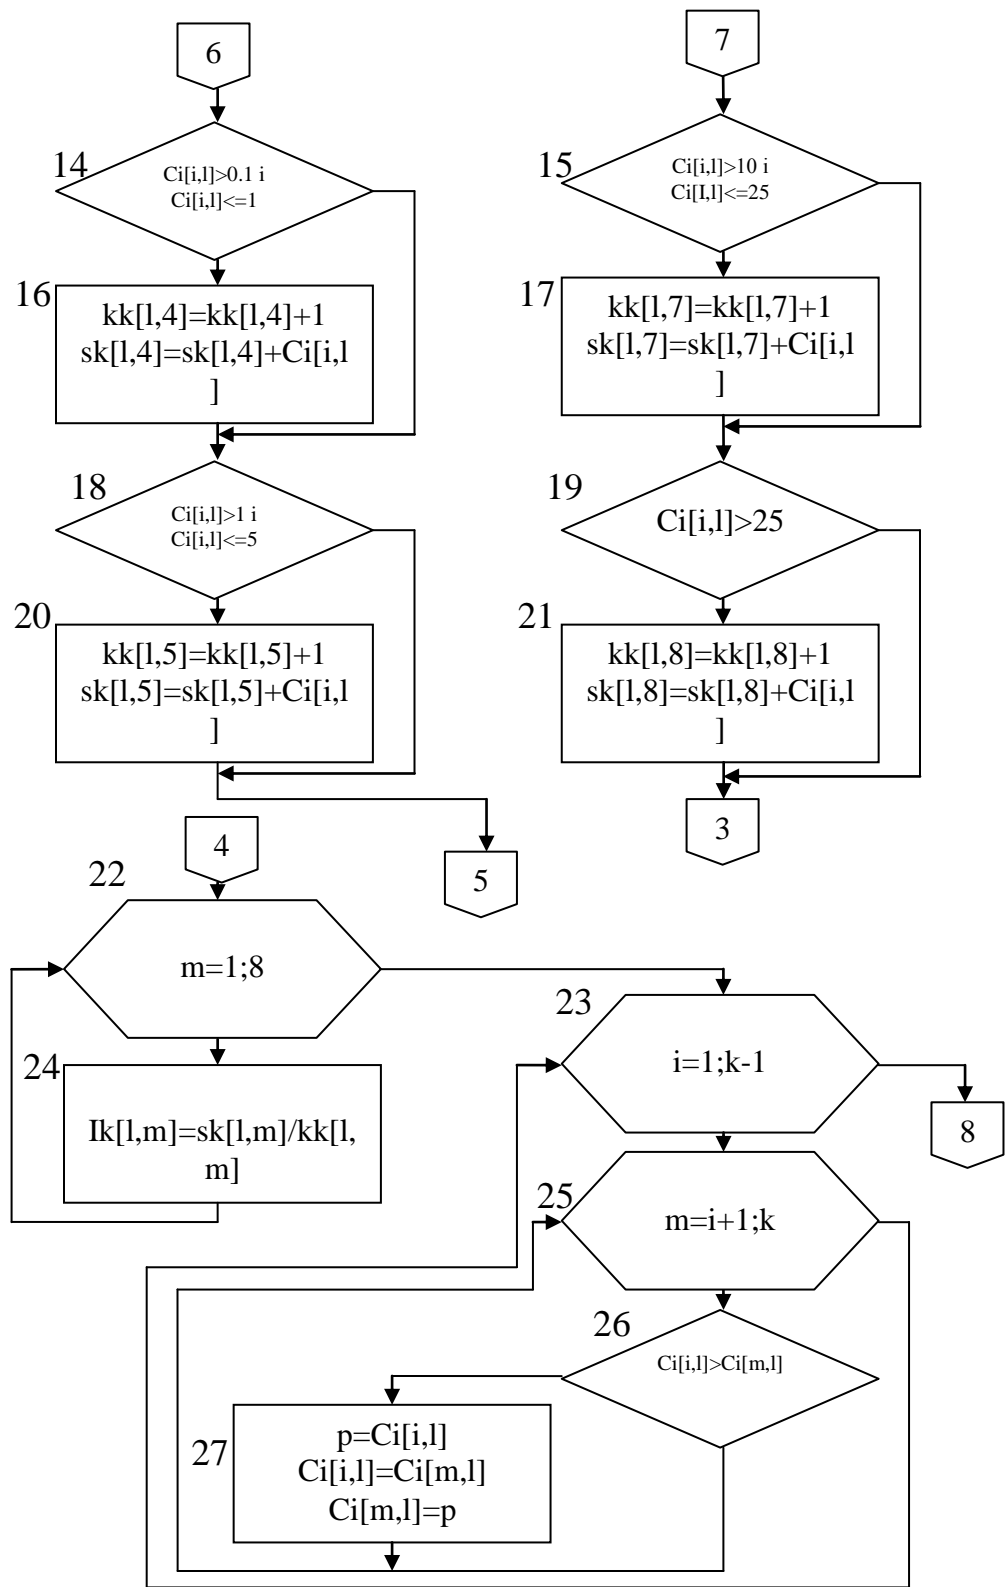 6
14
Ci[i,l]>0.1 i
Ci[i,l]<=1
16
kk[l,4]=kk[l,4]+1
sk[l,4]=sk[l,4]+Ci[i,l
]
18
Ci[i,l]>1 i
Ci[i,l]<=5
20
kk[l,5]=kk[l,5]+1
sk[l,5]=sk[l,5]+Ci[i,l
]
5
7
15
Ci[i,l]>10 i
Ci[I,l]<=25
17
kk[l,7]=kk[l,7]+1
sk[l,7]=sk[l,7]+Ci[i,l
]
19
Ci[i,l]>25
21
kk[l,8]=kk[l,8]+1
sk[l,8]=sk[l,8]+Ci[i,l
]
3
4
22
m=1;8
24
Ik[l,m]=sk[l,m]/kk[l,
m]
23
i=1;k-1
8
25
m=i+1;k
26
Ci[i,l]>Ci[m,l]
27
p=Ci[i,l]
Ci[i,l]=Ci[m,l]
Ci[m,l]=p